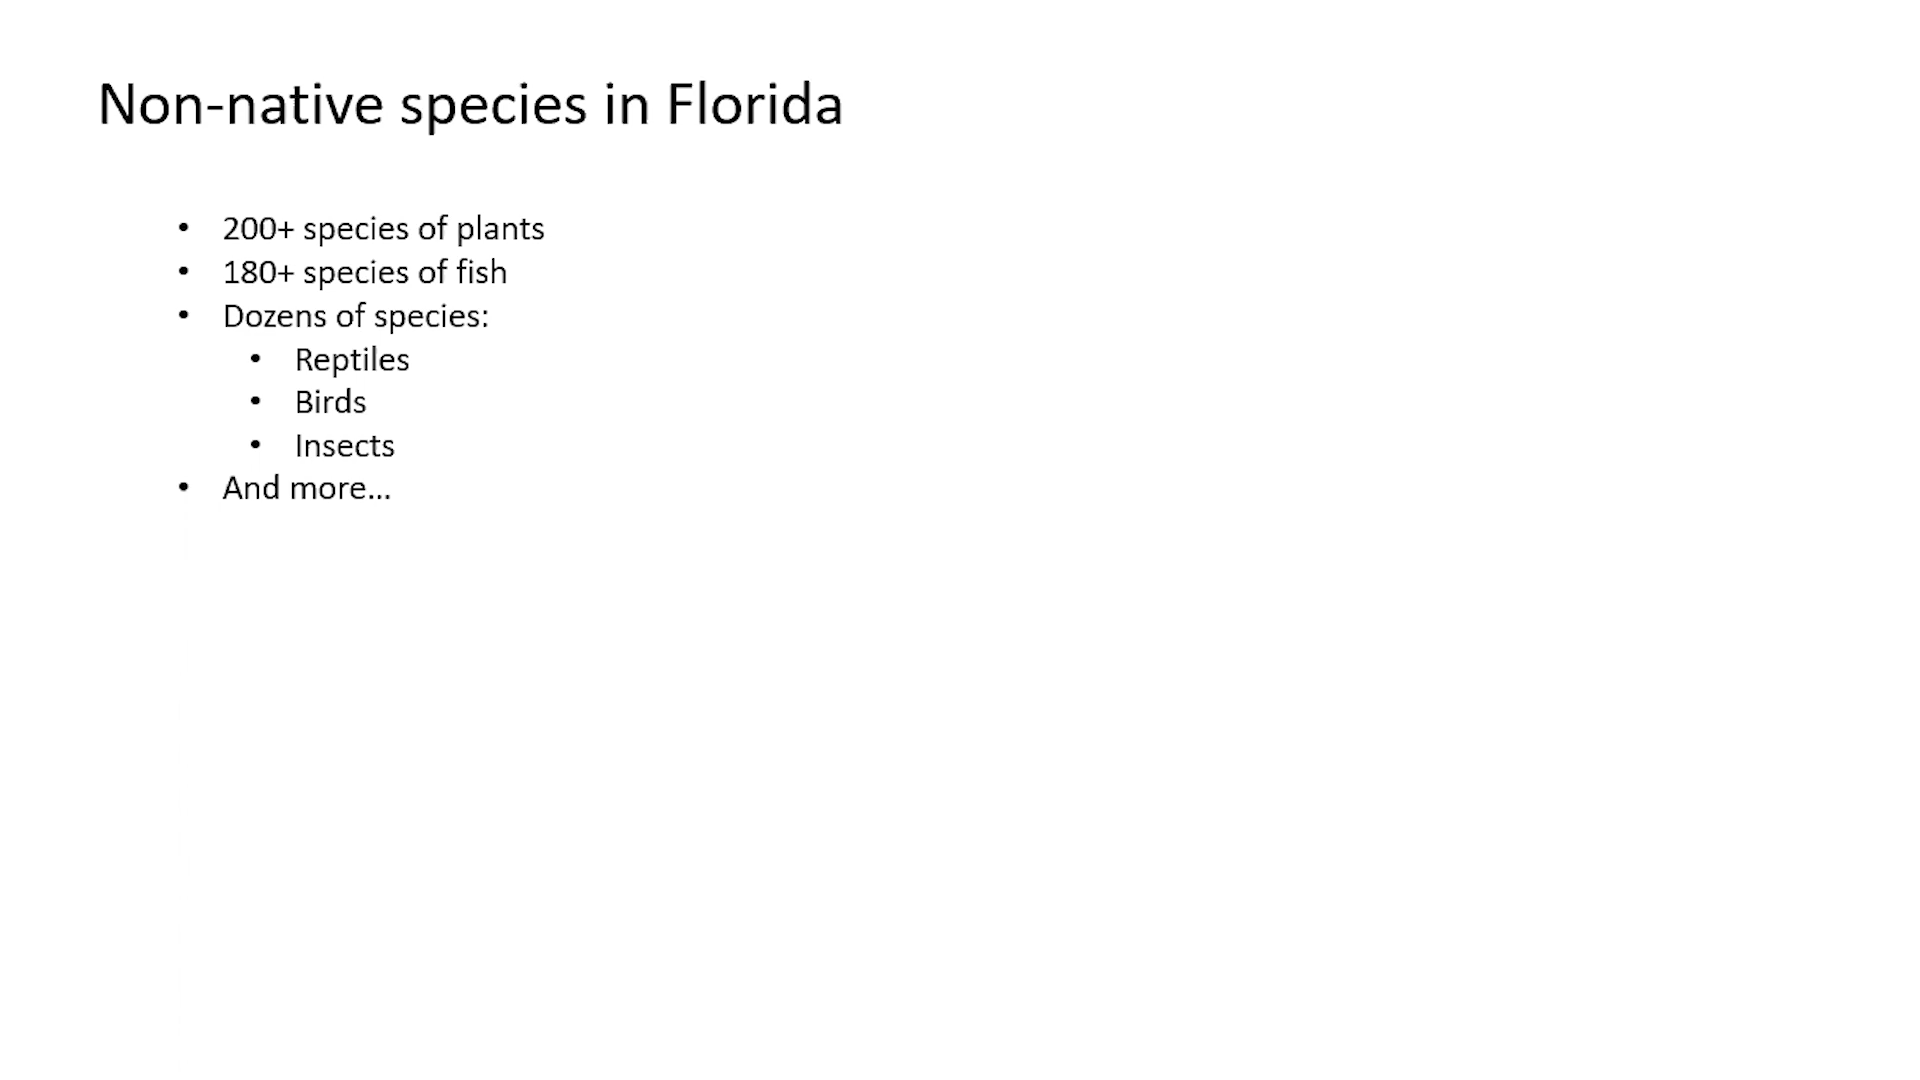 Non-native species in Florida
• 200+ species of plants
• 180+ species of fish
• Dozens of species:
• Reptiles
• Birds
• Insects
• And more...